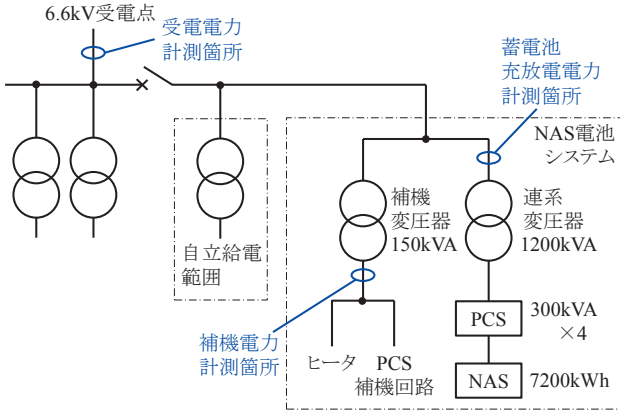 6.6kV受電点
受電電力
計測箇所
蓄電池
充放電電力
計測箇所
NAS電池
システム
補機
変圧器
150kVA
連系
変圧器
1200kVA
自立給電
範囲
補機電力
計測箇所
ヒータ
PCS
補機回路
PCS
300kVA
×4
NAS
7200kWh